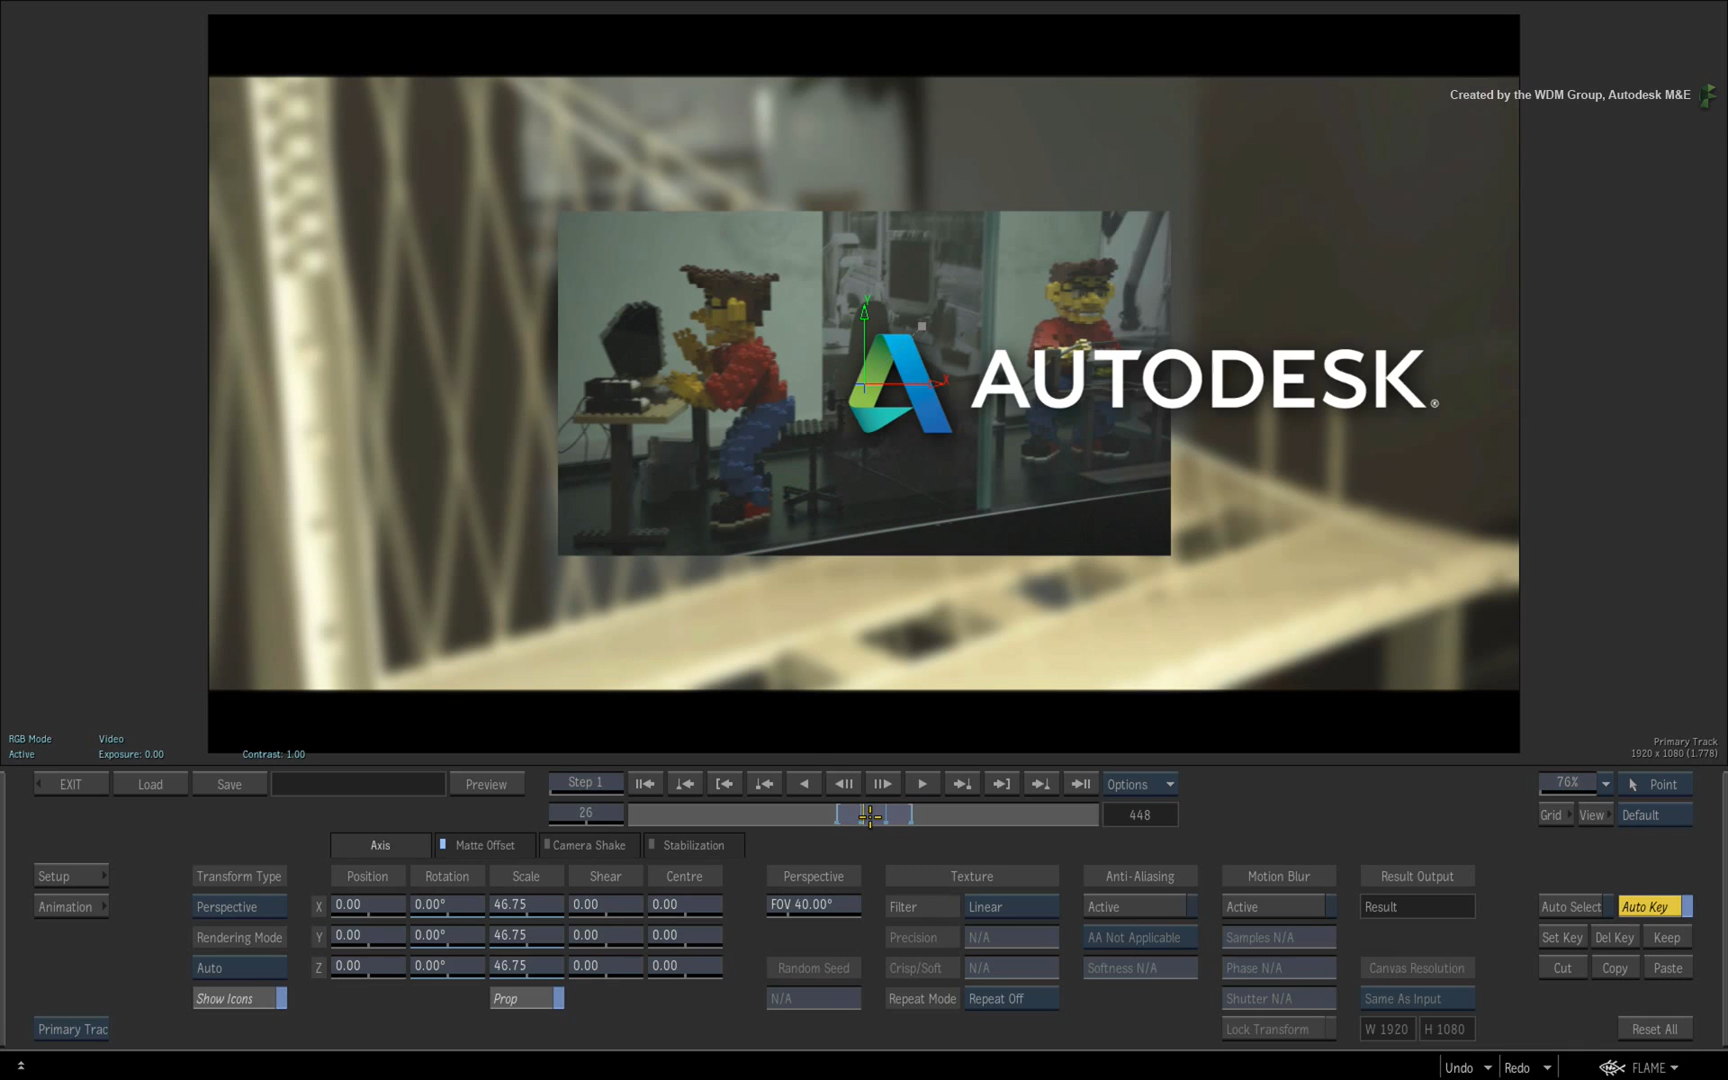 Created by the WDM Group, Autodesk M&E
AUTODESK®
Y
X
RGB Mode Video
Active Exposure: 0.00 Contrast: 1.00
Primary Track
1920 x 1080 (1.778)
EXIT Load Save Preview Step 1 Options 76% Point
26 448 Grid View Default
Axis Matte Offset Camera Shake Stabilization
Setup Transform Type Position Rotation Scale Shear Centre Perspective Texture Anti-Aliasing Motion Blur Result Output
Animation Perspective X 0.00 0.00° 46.75 0.00 0.00 FOV 40.00° Filter Linear Active Active Result Auto Select Auto Key
Rendering Mode Y 0.00 0.00° 46.75 0.00 0.00 Precision N/A AA Not Applicable Samples N/A Set Key Del Key Keep
Auto Z 0.00 0.00° 46.75 0.00 0.00 Random Seed Crisp/Soft N/A Softness N/A Phase N/A Canvas Resolution Cut Copy Paste
Show Icons Prop N/A Repeat Mode Repeat Off Shutter N/A Same As Input
Primary Trac Lock Transform W 1920 H 1080 Reset All
Undo Redo FLAME